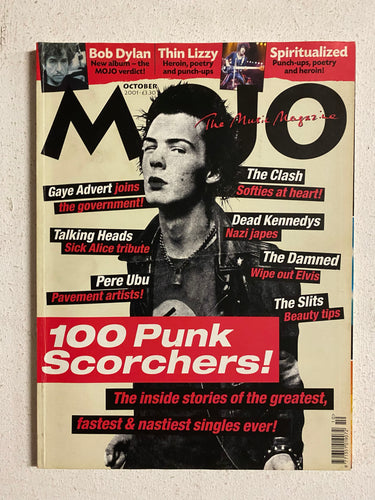 Bob Dylan
New album – the
MOJO verdict!
Thin Lizzy
Heroin, poetry
and punch-ups
Spiritualized
Punch-ups, poetry
and heroin!
OCTOBER
2001·£3.30
MOJO
The Music Magazine
Gaye Advert joins
the government!
The Clash
Softies at heart!
Talking Heads
Sick Alice tribute
Dead Kennedys
Nazi japes
Pere Ubu
Pavement artists!
The Damned
Wipe out Elvis
The Slits
Beauty tips
100 Punk
Scorchers!
The inside stories of the greatest,
fastest & nastiest singles ever!